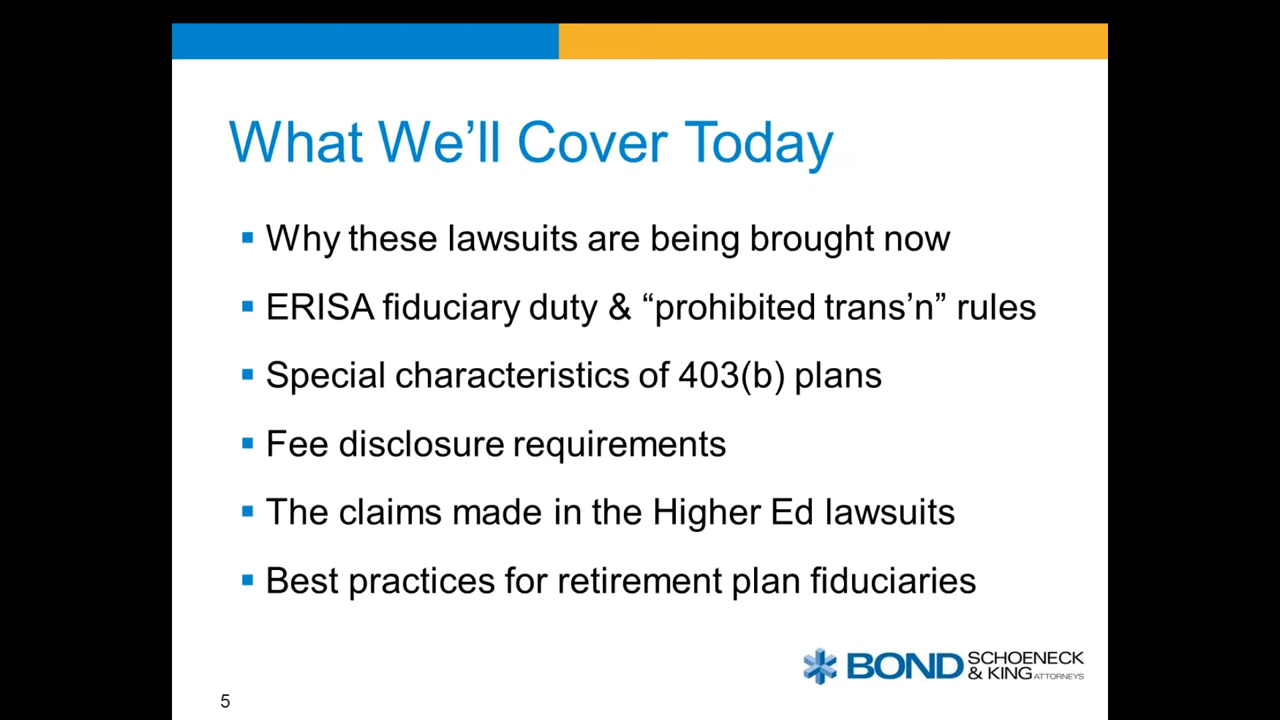 What We’ll Cover Today
Why these lawsuits are being brought now
ERISA fiduciary duty & “prohibited trans’n” rules
Special characteristics of 403(b) plans
Fee disclosure requirements
The claims made in the Higher Ed lawsuits
Best practices for retirement plan fiduciaries
BOND SCHOENECK
& KING ATTORNEYS
5